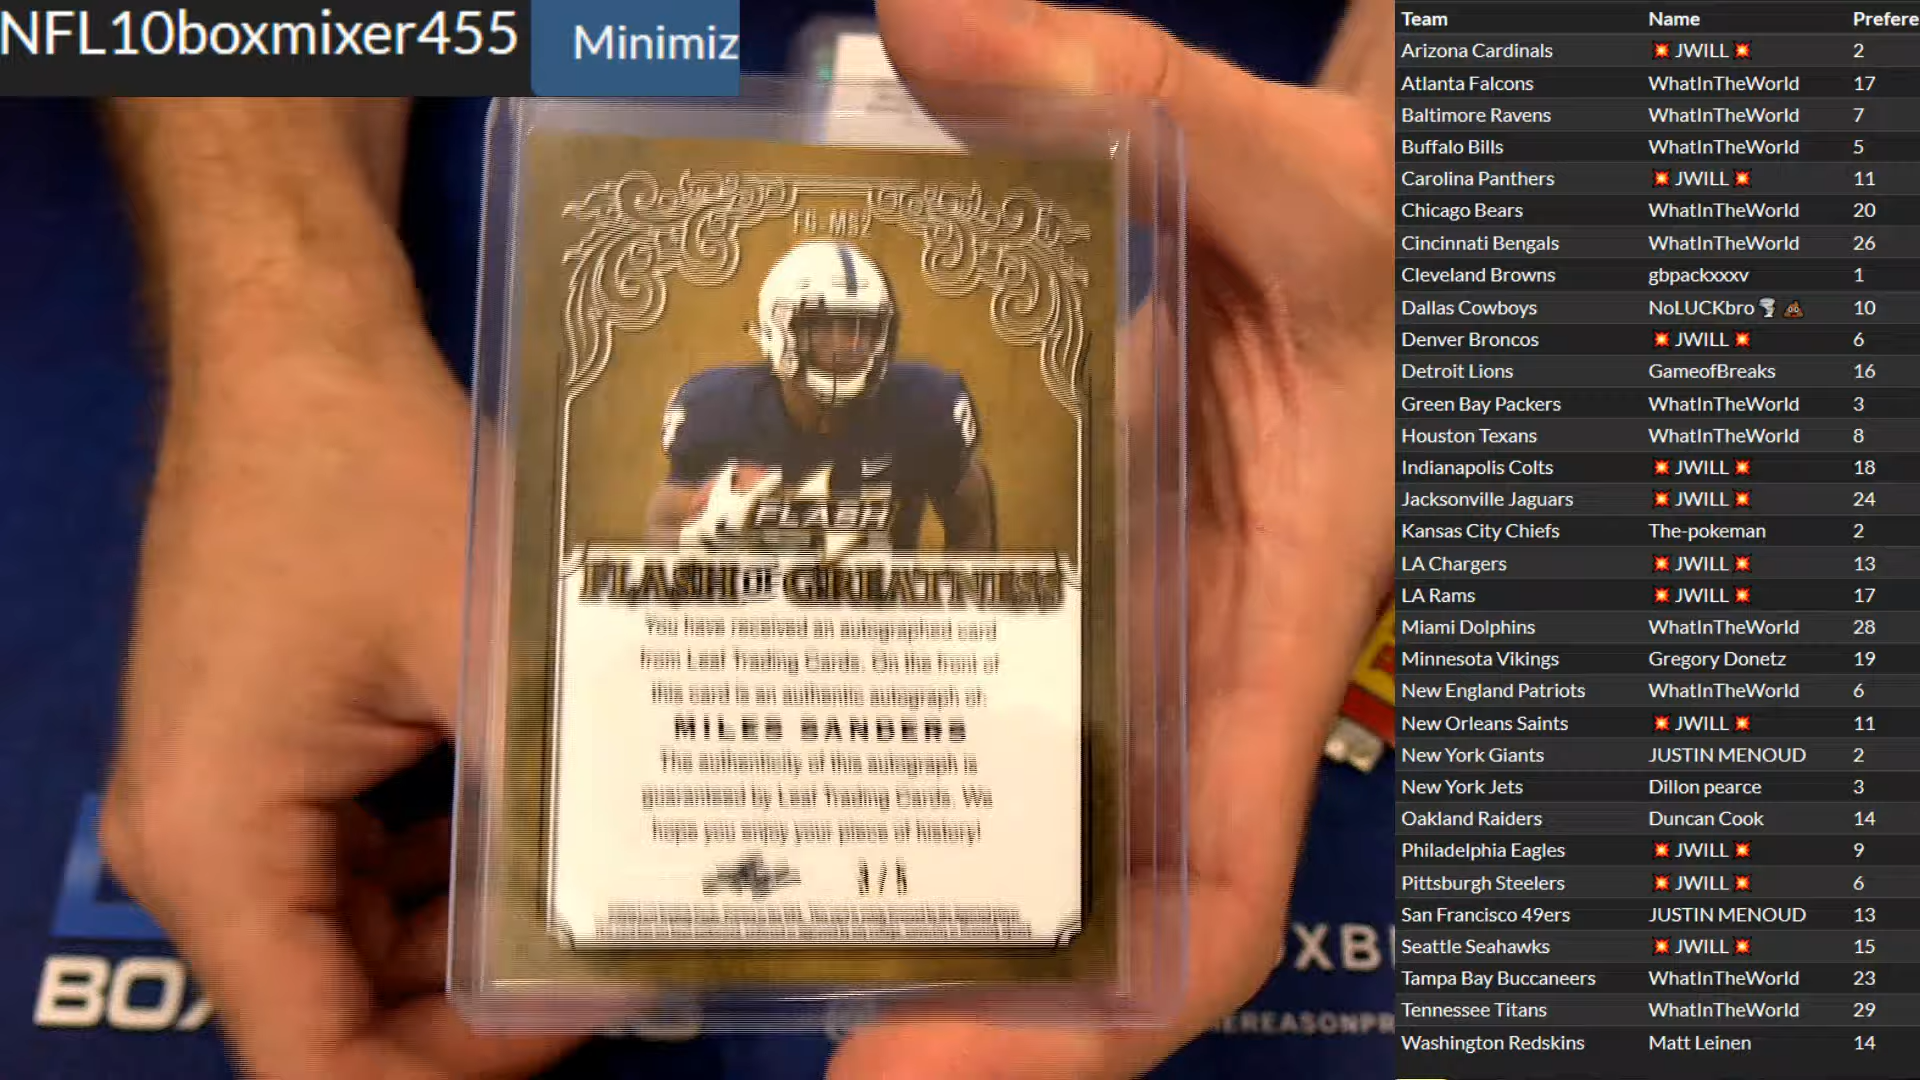 NFL10boxmixer455
Minimiz
FG-MS2
FLASH
FLASH OF GREATNESS
You have received an autographed card
from Leaf Trading Cards. On the front of
this card is an authentic autograph of:
MILES SANDERS
The authenticity of this autograph is
guaranteed by Leaf Trading Cards. We
hope you enjoy your piece of history!
BOX
XB
EREASONPR
Team Name Prefere
Arizona Cardinals 💥 JWILL 💥 2
Atlanta Falcons WhatInTheWorld 17
Baltimore Ravens WhatInTheWorld 7
Buffalo Bills WhatInTheWorld 5
Carolina Panthers 💥 JWILL 💥 11
Chicago Bears WhatInTheWorld 20
Cincinnati Bengals WhatInTheWorld 26
Cleveland Browns gbpackxxxv 1
Dallas Cowboys NoLUCKbro🌪️💩 10
Denver Broncos 💥 JWILL 💥 6
Detroit Lions GameofBreaks 16
Green Bay Packers WhatInTheWorld 3
Houston Texans WhatInTheWorld 8
Indianapolis Colts 💥 JWILL 💥 18
Jacksonville Jaguars 💥 JWILL 💥 24
Kansas City Chiefs The-pokeman 2
LA Chargers 💥 JWILL 💥 13
LA Rams 💥 JWILL 💥 17
Miami Dolphins WhatInTheWorld 28
Minnesota Vikings Gregory Donetz 19
New England Patriots WhatInTheWorld 6
New Orleans Saints 💥 JWILL 💥 11
New York Giants JUSTIN MENOUD 2
New York Jets Dillon pearce 3
Oakland Raiders Duncan Cook 14
Philadelphia Eagles 💥 JWILL 💥 9
Pittsburgh Steelers 💥 JWILL 💥 6
San Francisco 49ers JUSTIN MENOUD 13
Seattle Seahawks 💥 JWILL 💥 15
Tampa Bay Buccaneers WhatInTheWorld 23
Tennessee Titans WhatInTheWorld 29
Washington Redskins Matt Leinen 14